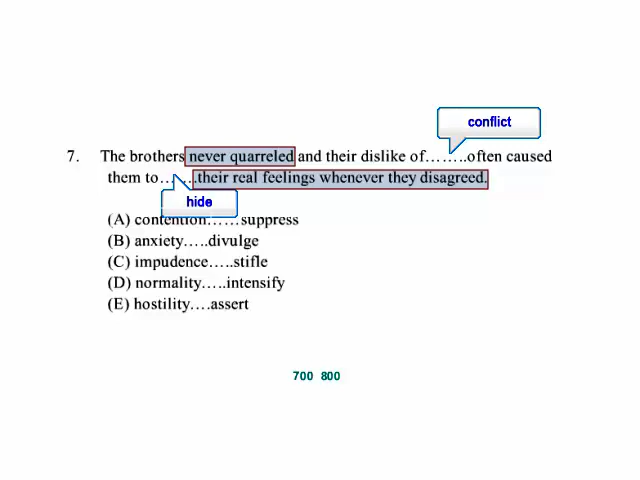 conflict
7. The brothers never quarreled and their dislike of……..often caused
them to…….their real feelings whenever they disagreed.
hide
(A) contention……suppress
(B) anxiety…..divulge
(C) impudence…..stifle
(D) normality…..intensify
(E) hostility….assert
700 800